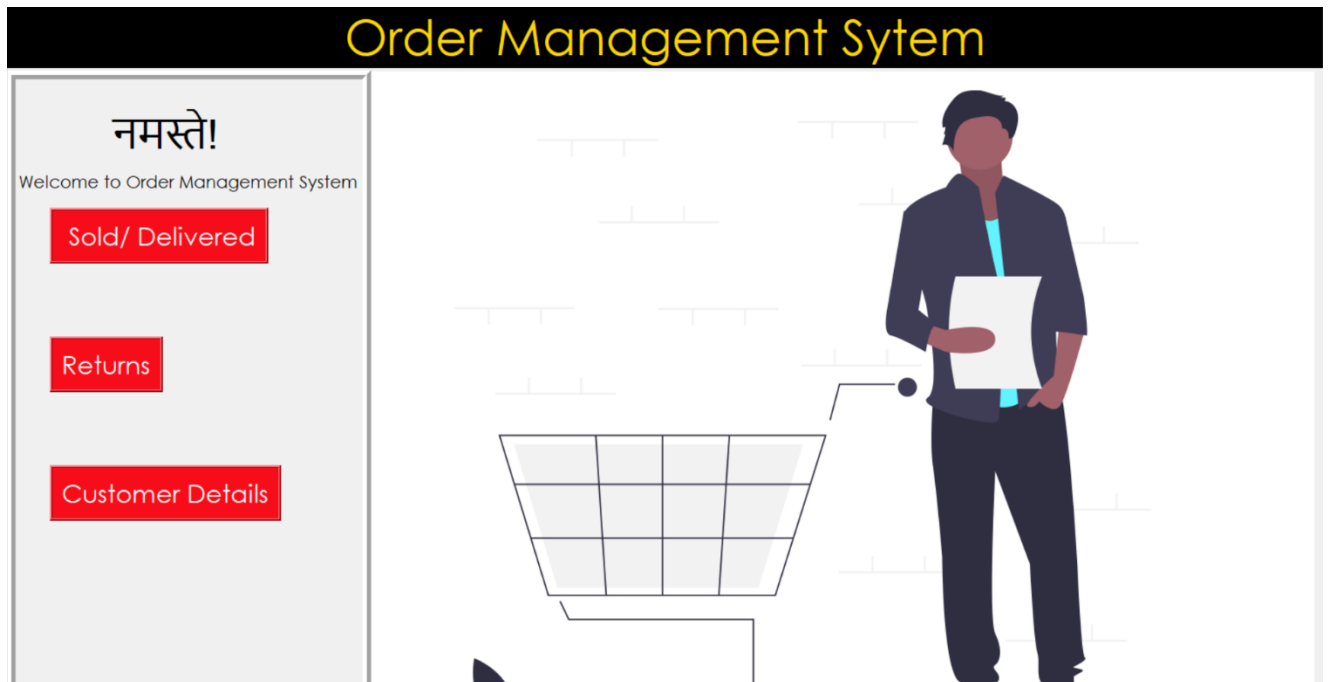 Order Management Sytem
नमस्ते!
Welcome to Order Management System
Sold/ Delivered
Returns
Customer Details